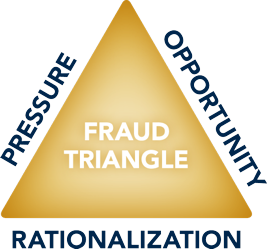 PRESSURE
OPPORTUNITY
FRAUD
TRIANGLE
RATIONALIZATION